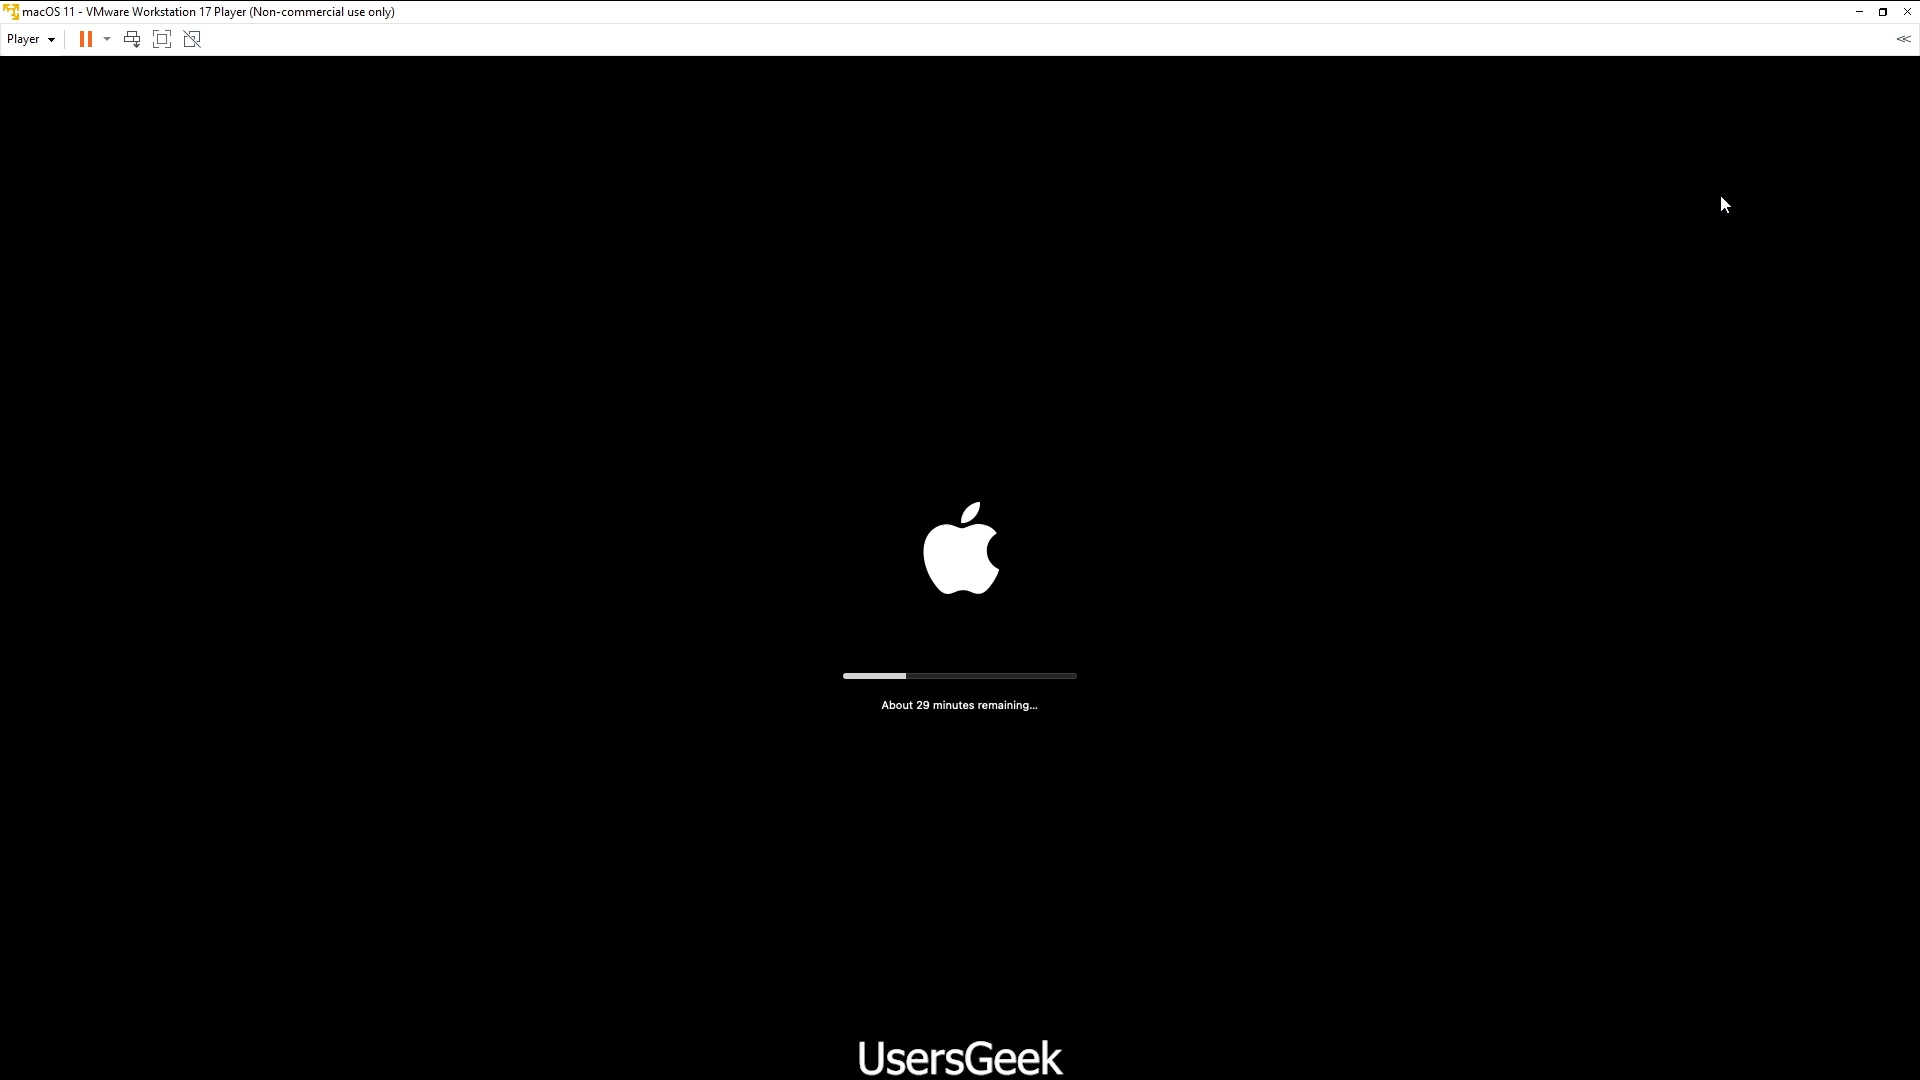 macOS 11 - VMware Workstation 17 Player (Non-commercial use only)
Player
About 29 minutes remaining...
UsersGeek